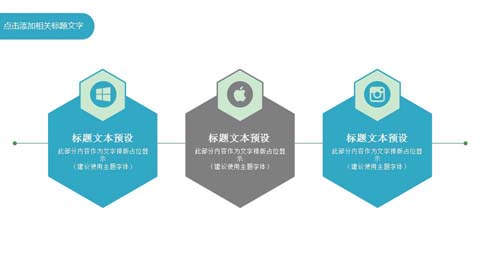 点击添加相关标题文字
标题文本预设
此部分内容作为文字排版占位显
示
（建议使用主题字体）
标题文本预设
此部分内容作为文字排版占位显
示
（建议使用主题字体）
标题文本预设
此部分内容作为文字排版占位显
示
（建议使用主题字体）